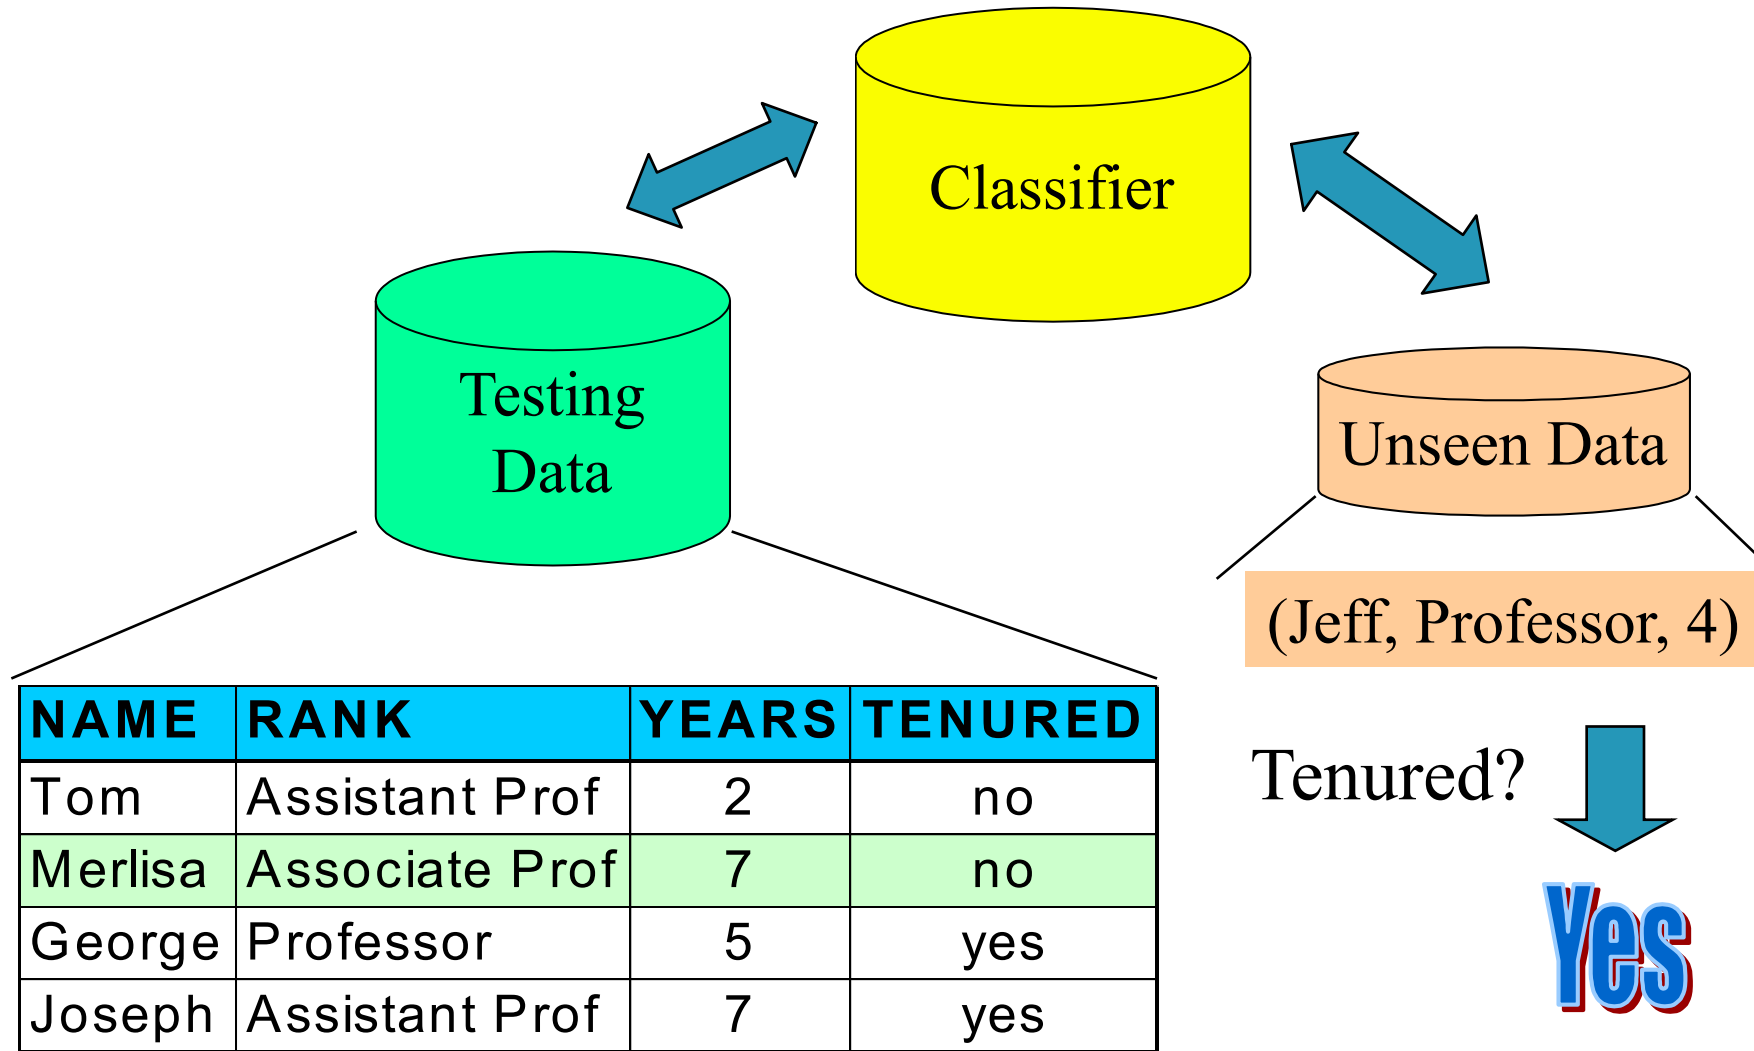 Classifier
Testing
Data
Unseen Data
(Jeff, Professor, 4)
NAME RANK YEARS TENURED
Tom Assistant Prof 2 no
Merlisa Associate Prof 7 no
George Professor 5 yes
Joseph Assistant Prof 7 yes
Tenured?
Yes